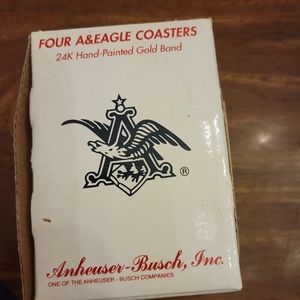 FOUR A&EAGLE COASTERS
24K Hand-Painted Gold Band
A
®
Anheuser-Busch, Inc.
ONE OF THE ANHEUSER - BUSCH COMPANIES